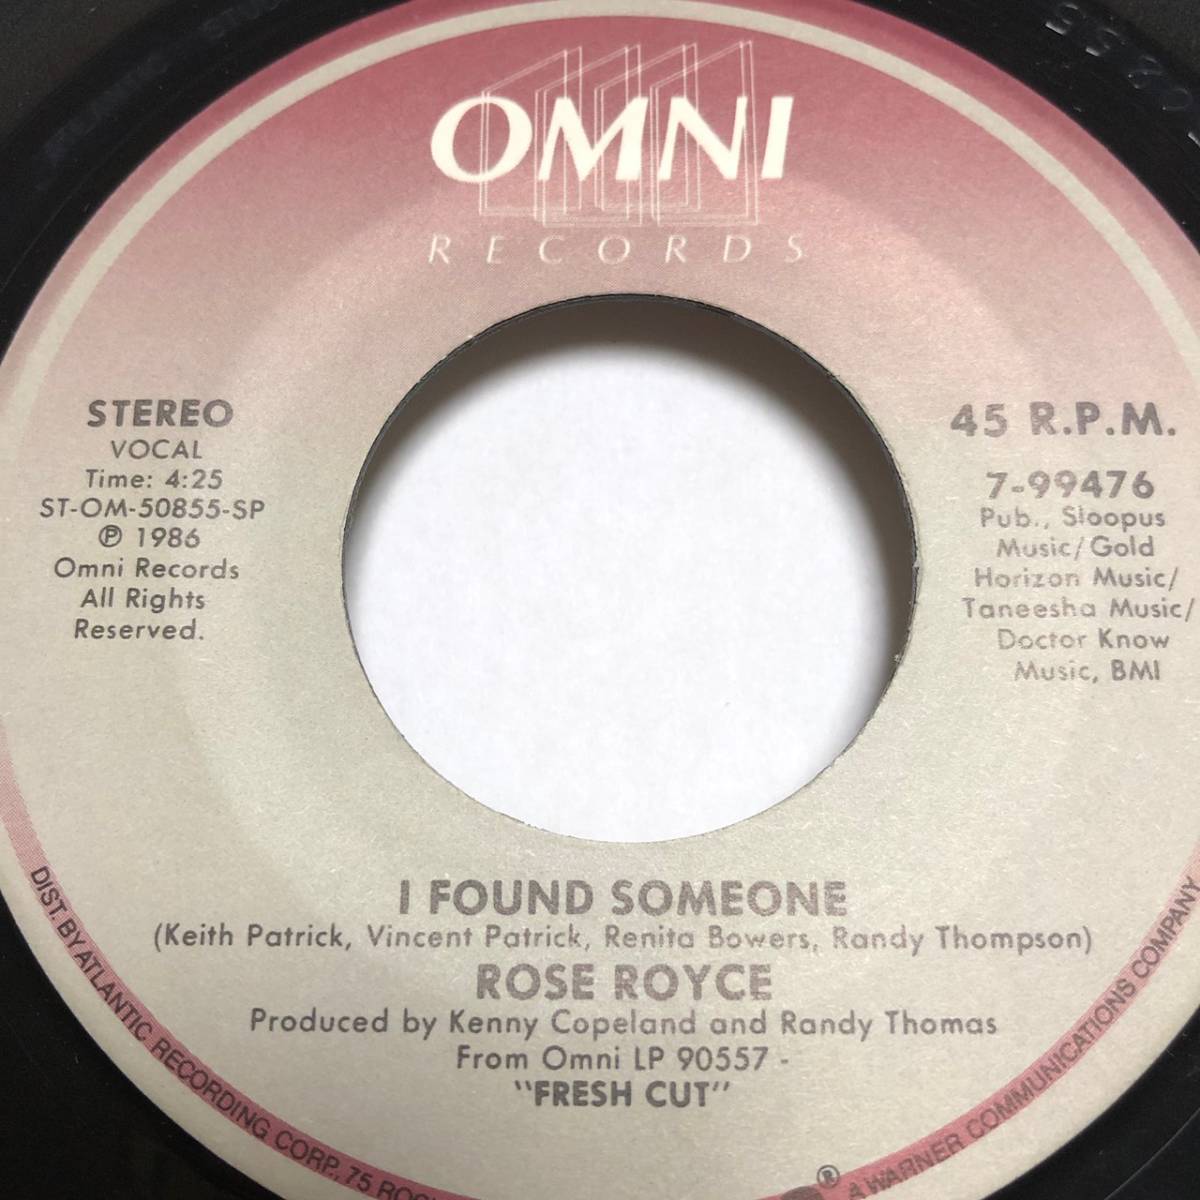 OMNI
RECORDS
STEREO
VOCAL
Time: 4:25
ST-OM-50855-SP
℗ 1986
Omni Records
All Rights
Reserved.
45 R.P.M.
7-99476
Pub., Sloopus
Music/Gold
Horizon Music/
Taneesha Music/
Doctor Know
Music, BMI
I FOUND SOMEONE
(Keith Patrick, Vincent Patrick, Renita Bowers, Randy Thompson)
ROSE ROYCE
Produced by Kenny Copeland and Randy Thomas
From Omni LP 90557 -
"FRESH CUT"
DIST. BY ATLANTIC RECORDING CORP., 75
® A WARNER COMMUNICATIONS COMPANY